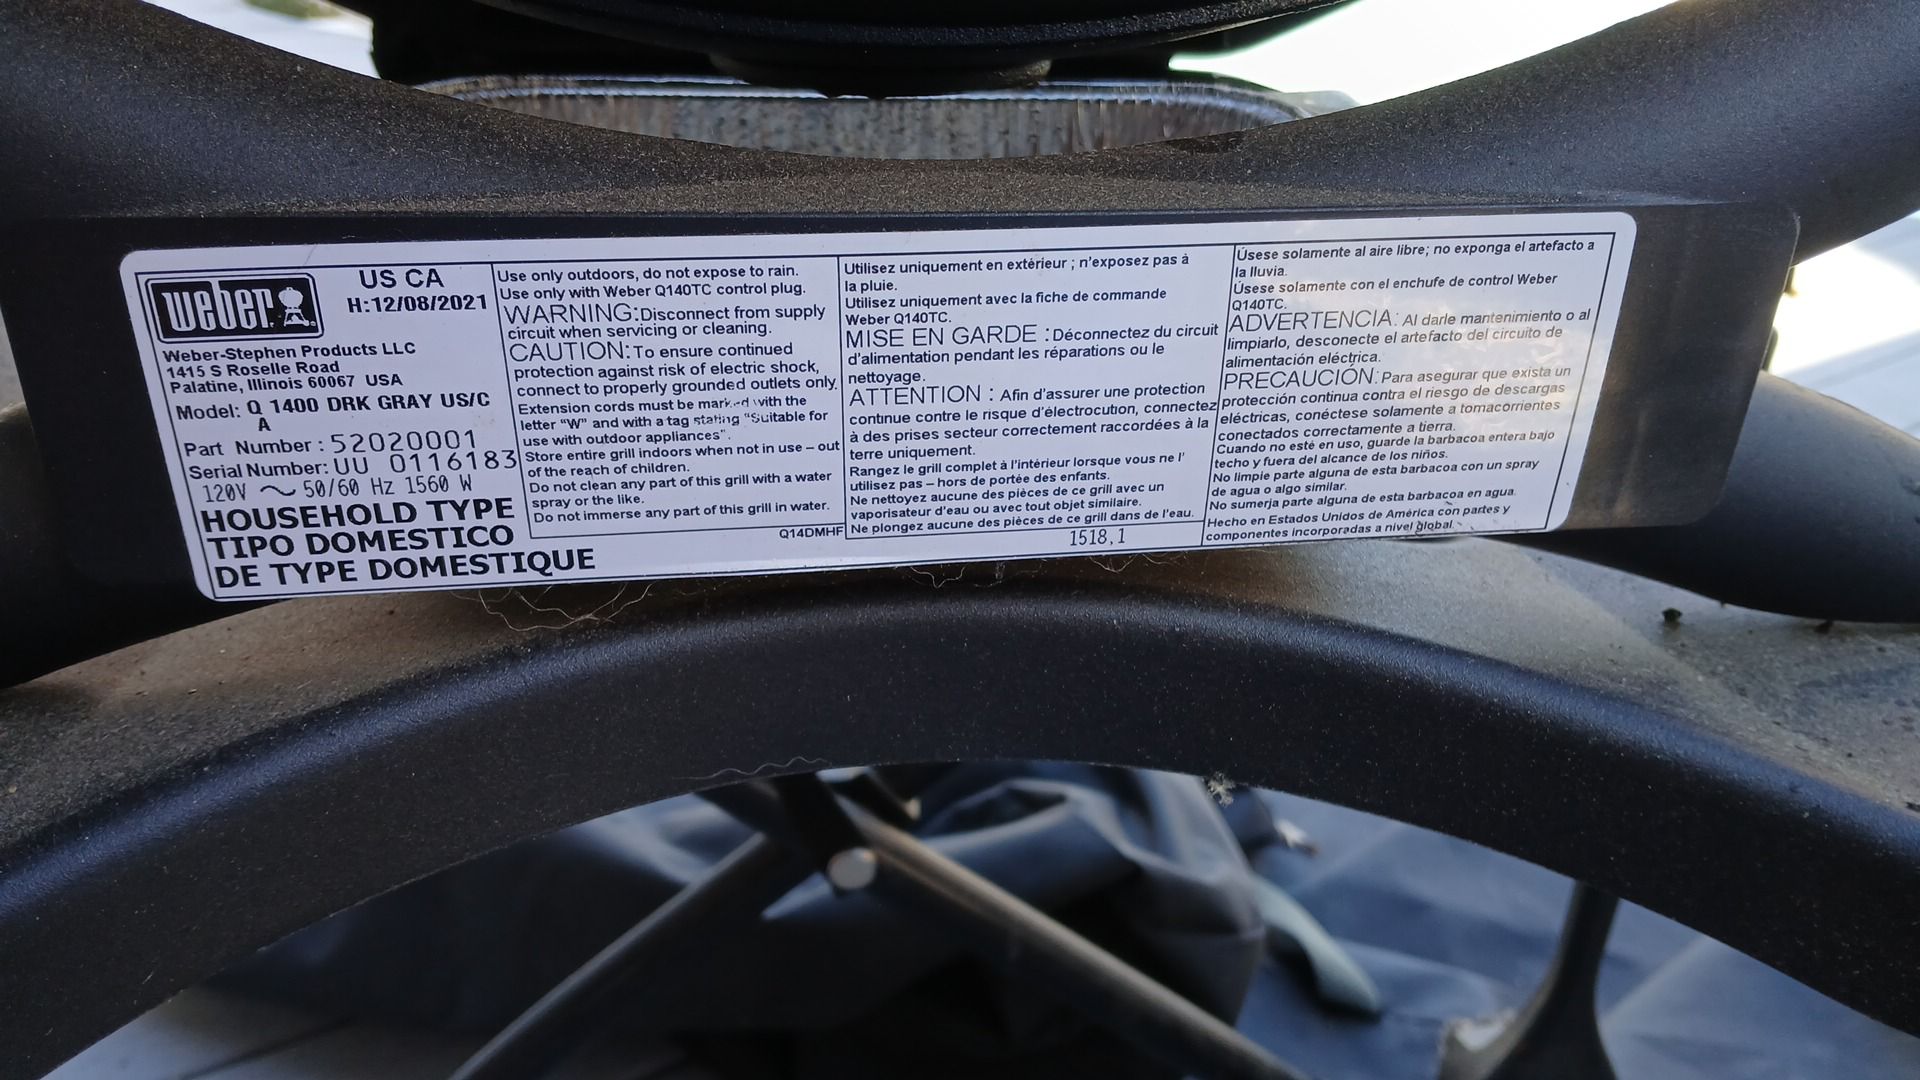 weber
US CA
H:12/08/2021
Weber-Stephen Products LLC
1415 S Roselle Road
Palatine, Illinois 60067 USA
Model: Q 1400 DRK GRAY US/C
A
Part Number : 52020001
Serial Number: UU 0116183
120V ~ 50/60 Hz 1560 W
HOUSEHOLD TYPE
TIPO DOMESTICO
DE TYPE DOMESTIQUE
Use only outdoors, do not expose to rain.
Use only with Weber Q140TC control plug.
WARNING: Disconnect from supply
circuit when servicing or cleaning.
CAUTION: To ensure continued
protection against risk of electric shock,
connect to properly grounded outlets only.
Extension cords must be marked with the
letter “W” and with a tag stating “Suitable for
use with outdoor appliances”.
Store entire grill indoors when not in use – out
of the reach of children.
Do not clean any part of this grill with a water
spray or the like.
Do not immerse any part of this grill in water.
Q14DMHF
Utilisez uniquement en extérieur ; n’exposez pas à
la pluie.
Utilisez uniquement avec la fiche de commande
Weber Q140TC.
MISE EN GARDE : Déconnectez du circuit
d’alimentation pendant les réparations ou le
nettoyage.
ATTENTION : Afin d’assurer une protection
continue contre le risque d’électrocution, connectez
à des prises secteur correctement raccordées à la
terre uniquement.
Rangez le grill complet à l’intérieur lorsque vous ne l’
utilisez pas – hors de portée des enfants.
Ne nettoyez aucune des pièces de ce grill avec un
vaporisateur d’eau ou avec tout objet similaire.
Ne plongez aucune des pièces de ce grill dans de l’eau.
1518,1
Úsese solamente al aire libre; no exponga el artefacto a
la lluvia.
Úsese solamente con el enchufe de control Weber
Q140TC.
ADVERTENCIA: Al darle mantenimiento o al
limpiarlo, desconecte el artefacto del circuito de
alimentación eléctrica.
PRECAUCIÓN: Para asegurar que exista un
protección continua contra el riesgo de descargas
eléctricas, conéctese solamente a tomacorrientes
conectados correctamente a tierra.
Cuando no esté en uso, guarde la barbacoa entera bajo
techo y fuera del alcance de los niños.
No limpie parte alguna de esta barbacoa con un spray
de agua o algo similar.
No sumerja parte alguna de esta barbacoa en agua.
Hecho en Estados Unidos de América con partes y
componentes incorporadas a nivel global.